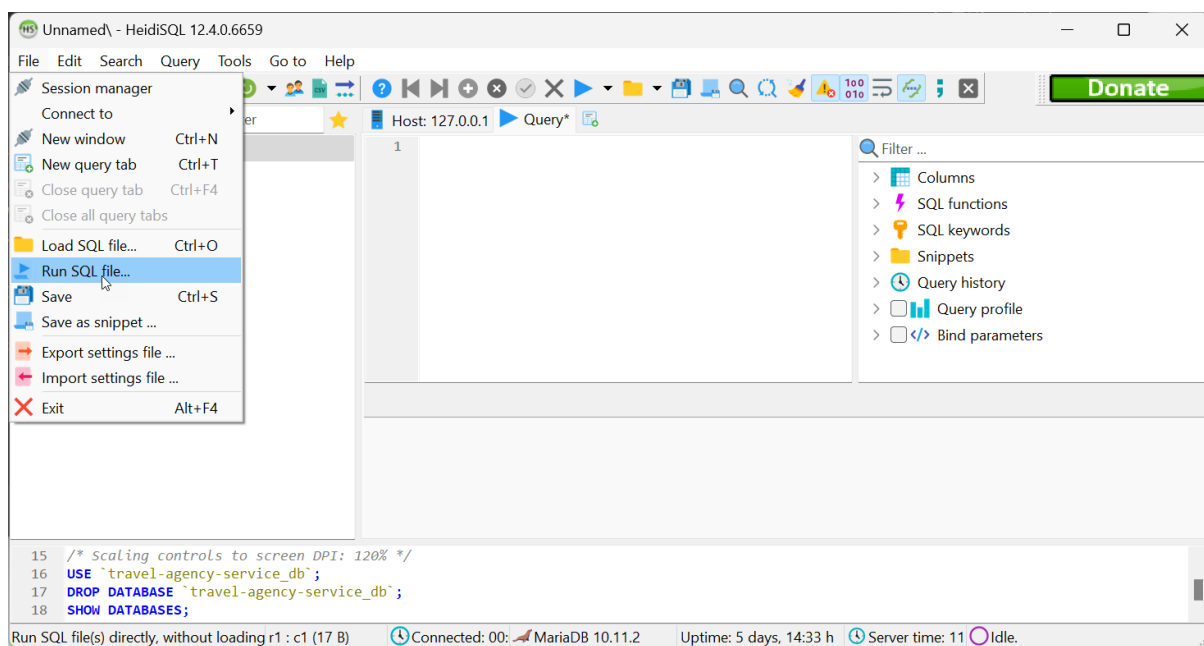 Unnamed\ - HeidiSQL 12.4.0.6659
File Edit Search Query Tools Go to Help
Donate
Session manager
Connect to
New window Ctrl+N
New query tab Ctrl+T
Close query tab Ctrl+F4
Close all query tabs
Load SQL file... Ctrl+O
Run SQL file...
Save Ctrl+S
Save as snippet ...
Export settings file ...
Import settings file ...
Exit Alt+F4
er
Host: 127.0.0.1 Query*
1
Filter ...
Columns
SQL functions
SQL keywords
Snippets
Query history
Query profile
Bind parameters
15 /* Scaling controls to screen DPI: 120% */
16 USE `travel-agency-service_db`;
17 DROP DATABASE `travel-agency-service_db`;
18 SHOW DATABASES;
Run SQL file(s) directly, without loading r1 : c1 (17 B) Connected: 00: MariaDB 10.11.2 Uptime: 5 days, 14:33 h Server time: 11 Idle.